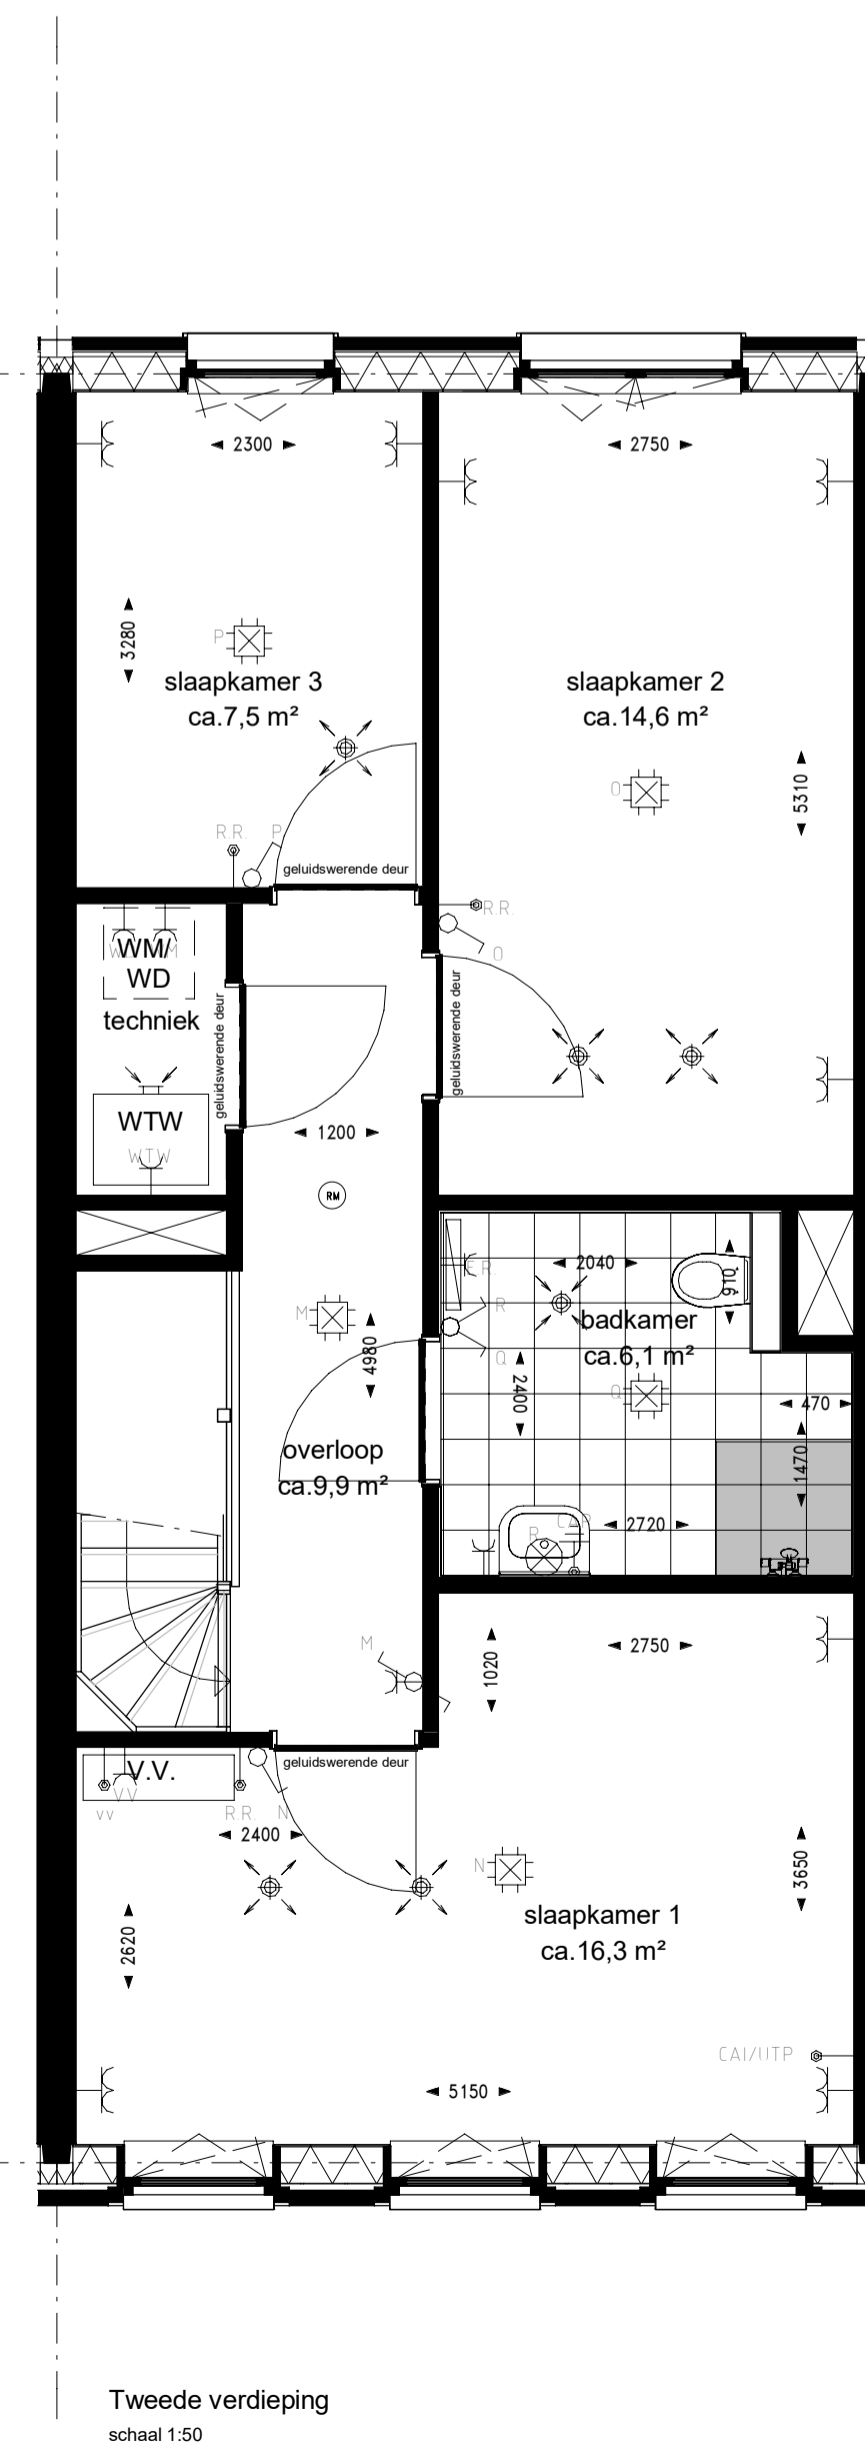 2300
2750
3280
P
slaapkamer 3
ca.7,5 m²
slaapkamer 2
ca.14,6 m²
5310
O
R.R.
P
geluidswerende deur
R.R.
O
WM/
WD
techniek
geluidswerende deur
geluidswerende deur
WTW
WTW
1200
RM
2040
910
E.R.
R
M
4980
badkamer
ca.6,1 m²
Q
Q
2400
470
overloop
ca.9,9 m²
1470
R
CAP
2720
M
1020
2750
geluidswerende deur
V.V.
VV
vv
R.R.
N
2400
N
3650
slaapkamer 1
ca.16,3 m²
2620
CAI/UTP
5150
Tweede verdieping
schaal 1:50